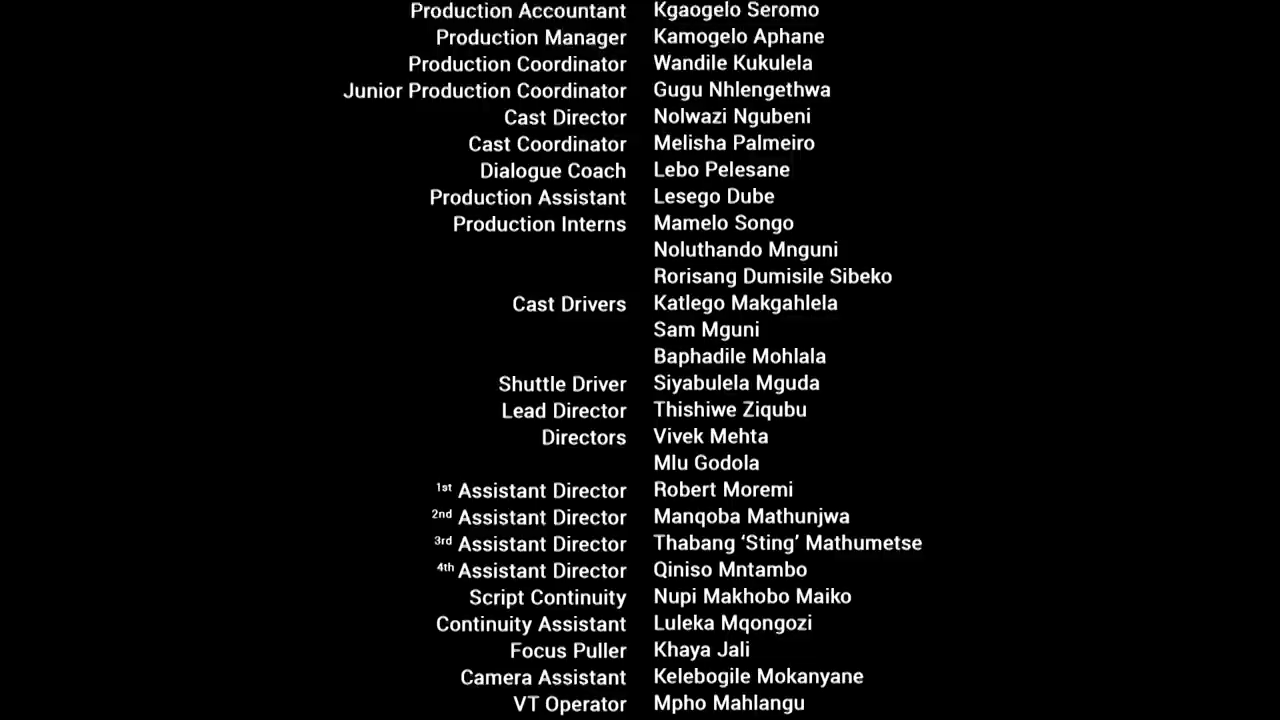 Production Accountant Kgaogelo Seromo
Production Manager Kamogelo Aphane
Production Coordinator Wandile Kukulela
Junior Production Coordinator Gugu Nhlengethwa
Cast Director Nolwazi Ngubeni
Cast Coordinator Melisha Palmeiro
Dialogue Coach Lebo Pelesane
Production Assistant Lesego Dube
Production Interns Mamelo Songo
Noluthando Mnguni
Rorisang Dumisile Sibeko
Cast Drivers Katlego Makgahlela
Sam Mguni
Baphadile Mohlala
Shuttle Driver Siyabulela Mguda
Lead Director Thishiwe Ziqubu
Directors Vivek Mehta
Mlu Godola
1st Assistant Director Robert Moremi
2nd Assistant Director Manqoba Mathunjwa
3rd Assistant Director Thabang ‘Sting’ Mathumetse
4th Assistant Director Qiniso Mntambo
Script Continuity Nupi Makhobo Maiko
Continuity Assistant Luleka Mqongozi
Focus Puller Khaya Jali
Camera Assistant Kelebogile Mokanyane
VT Operator Mpho Mahlangu